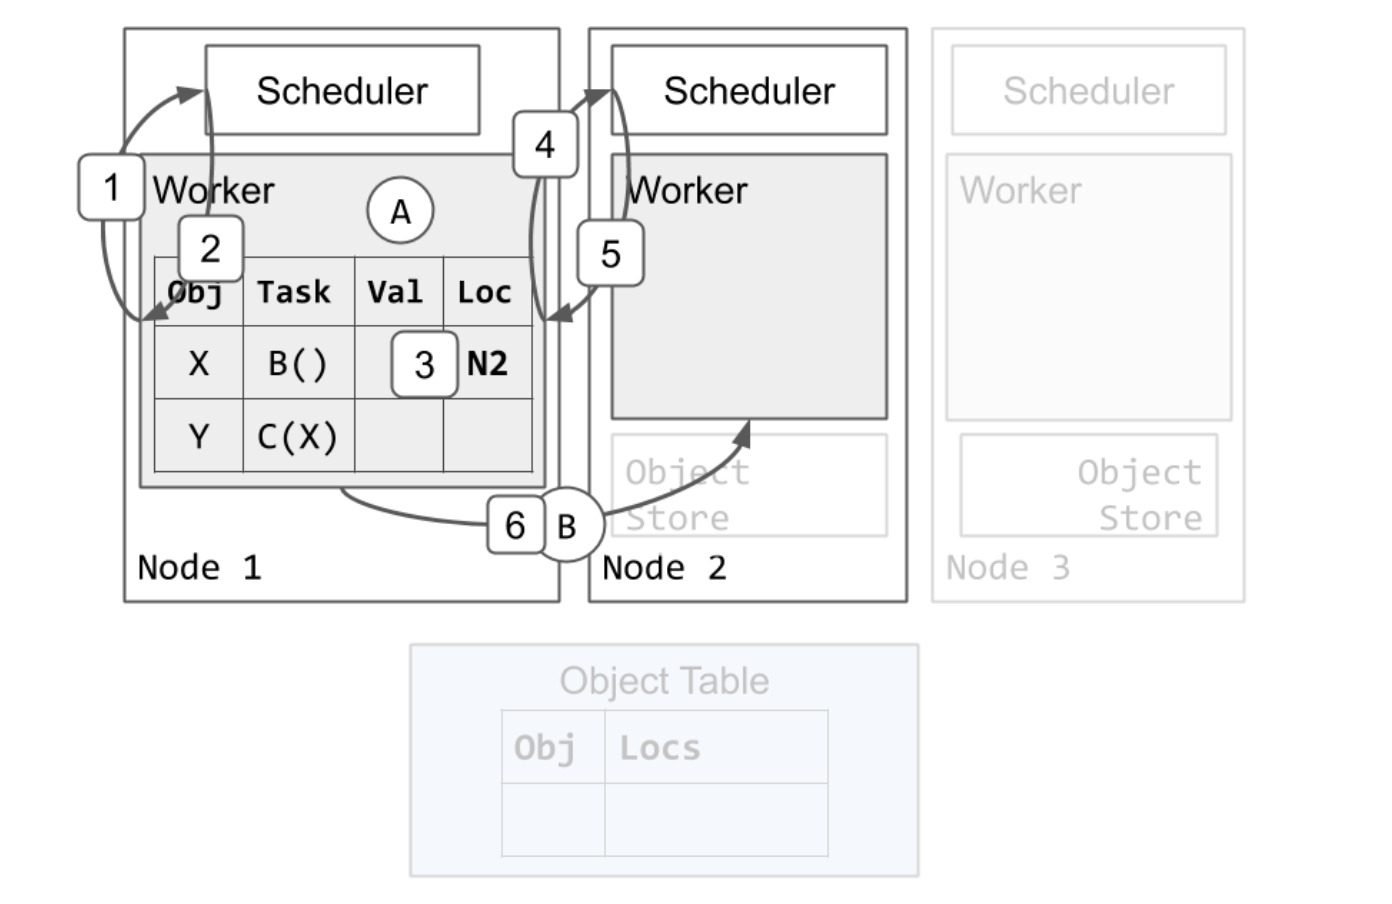 Scheduler
Scheduler
Scheduler
1
4
Worker
A
Worker
Worker
2
5
Obj Task Val Loc
X B() 3 N2
Y C(X)
Object
Store
Object
Store
6 B
Node 1
Node 2
Node 3
Object Table
Obj Locs